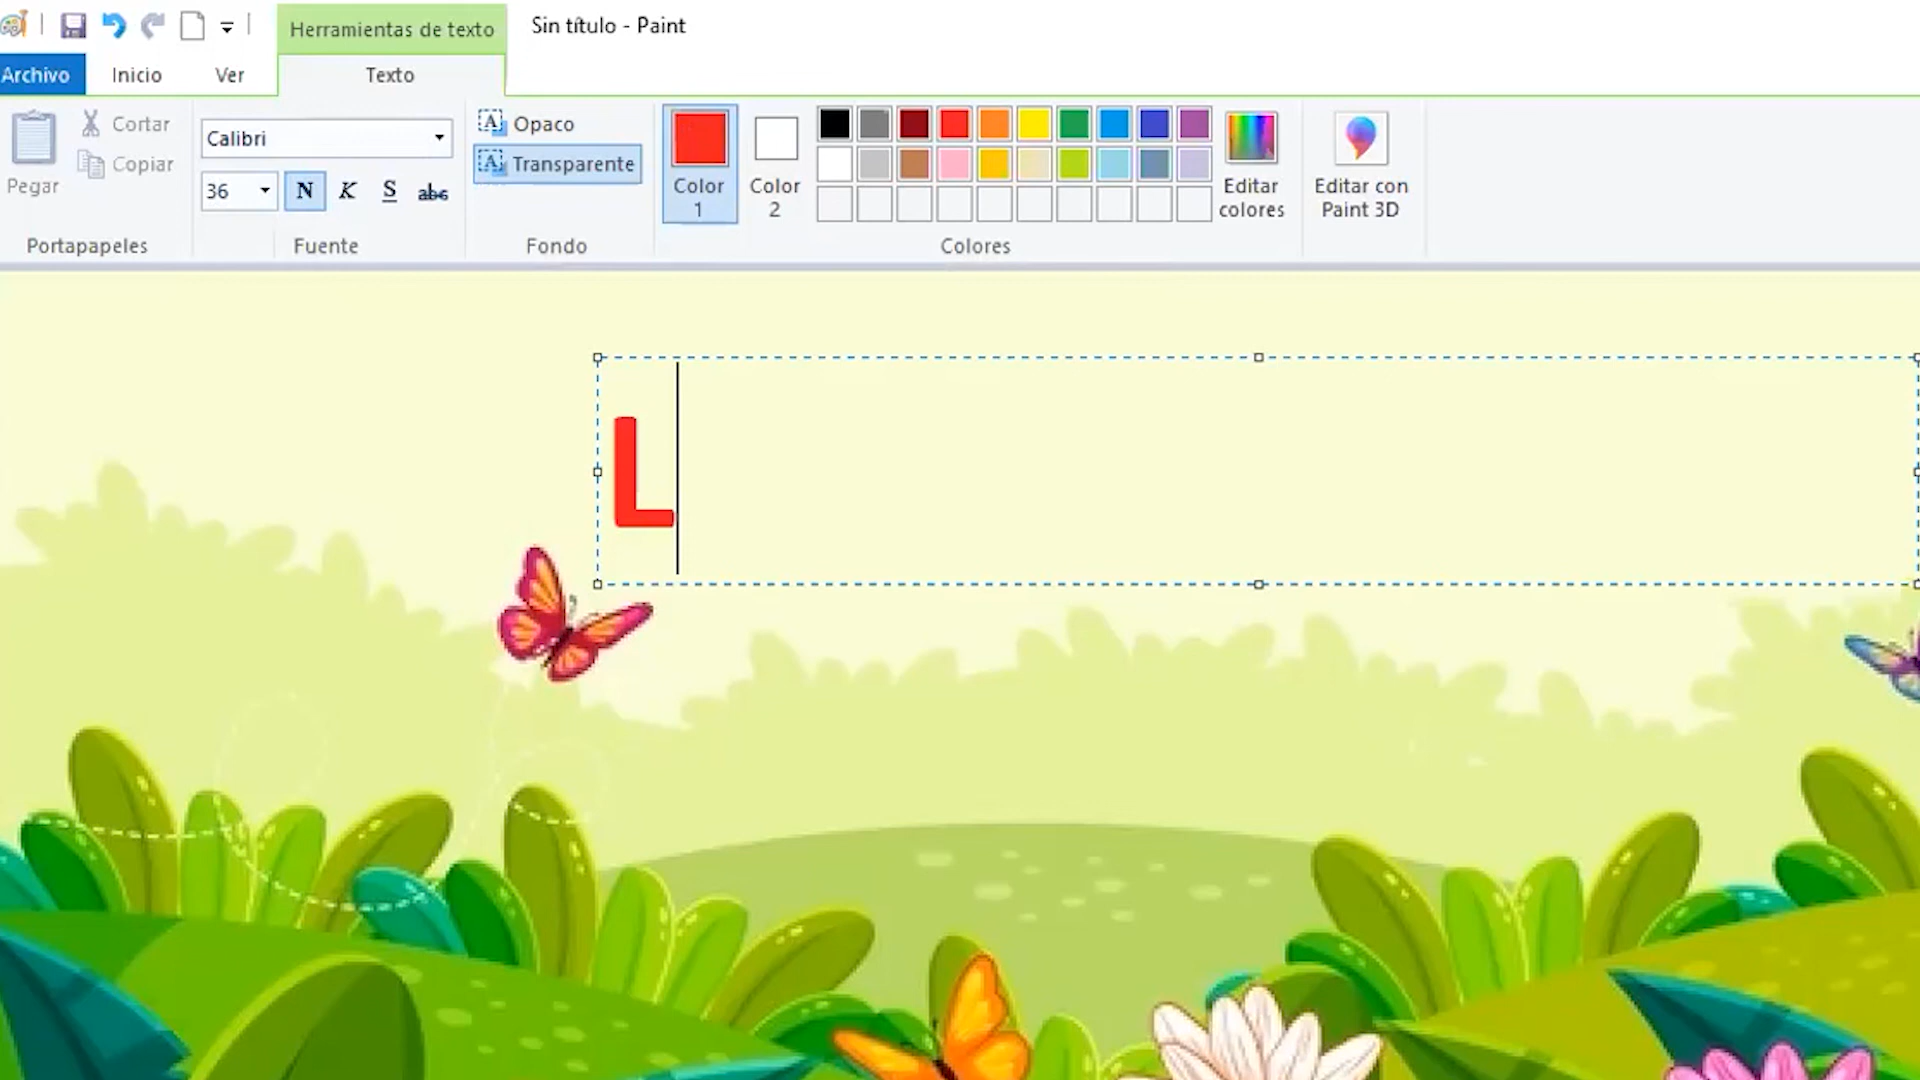 Herramientas de texto
Sin título - Paint
Archivo
Inicio
Ver
Texto
Pegar
Cortar
Copiar
Portapapeles
Calibri
36
N K S abc
Fuente
Opaco
Transparente
Fondo
Color
1
Color
2
Colores
Editar
colores
Editar con
Paint 3D
L